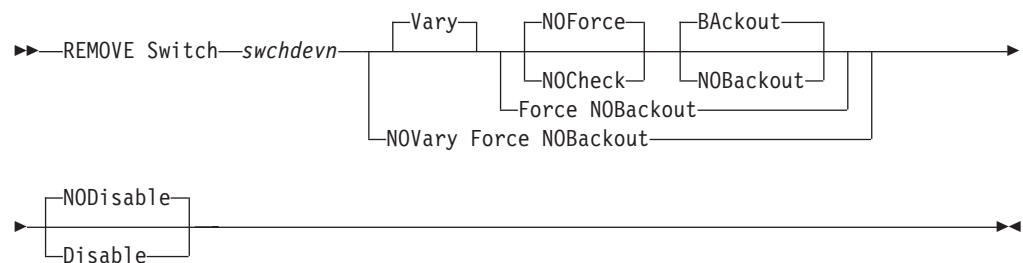 Vary NOForce BAckout
REMOVE Switch swchdevn
NOCheck NOBackout
Force NOBackout
NOVary Force NOBackout
NODisable
Disable